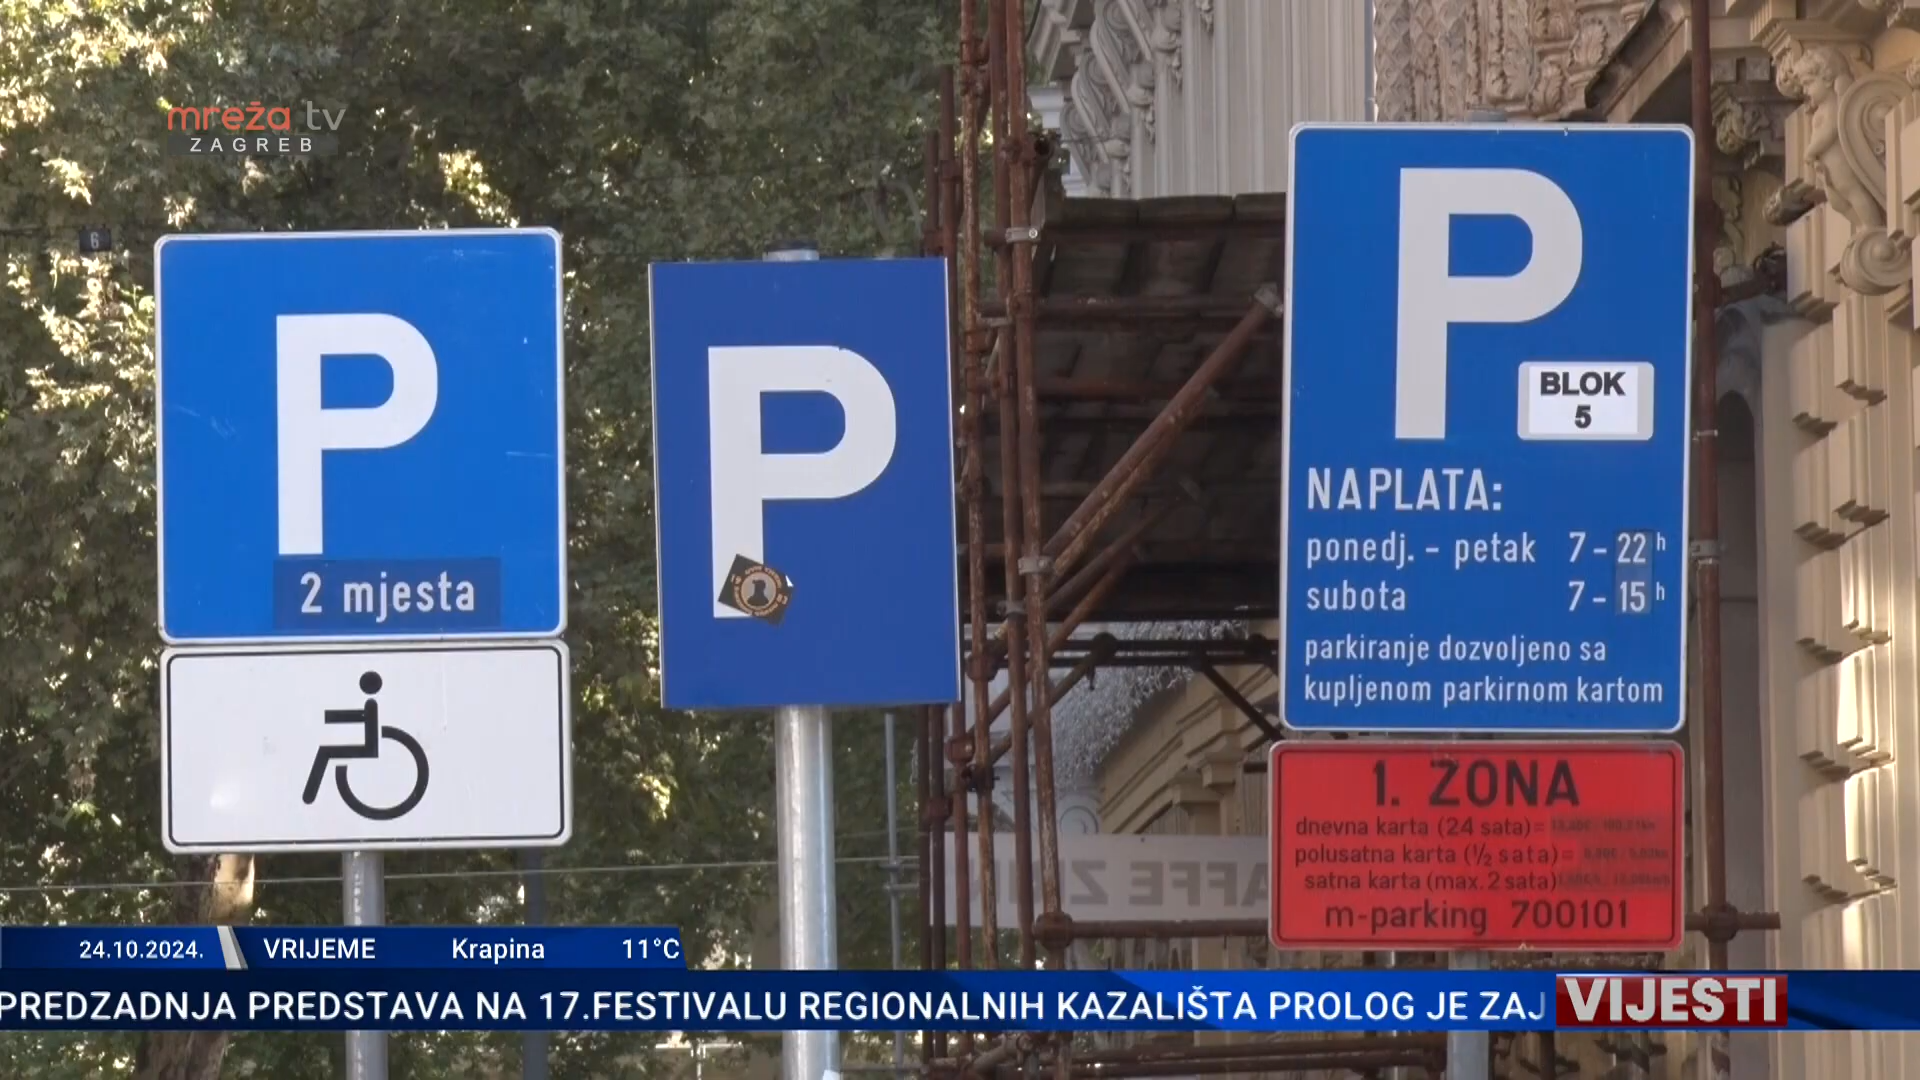 mreža tv
ZAGREB
6
P
2 mjesta
P
P
BLOK
5
NAPLATA:
ponedj. - petak 7 - 22 h
subota 7 - 15 h
parkiranje dozvoljeno sa
kupljenom parkirnom kartom
1. ZONA
dnevna karta (24 sata) =
polusatna karta (½ sata) =
satna karta (max. 2 sata)
m-parking 700101
24.10.2024.
VRIJEME
Krapina
11°C
PREDZADNJA PREDSTAVA NA 17.FESTIVALU REGIONALNIH KAZALIŠTA PROLOG JE ZAJ
VIJESTI